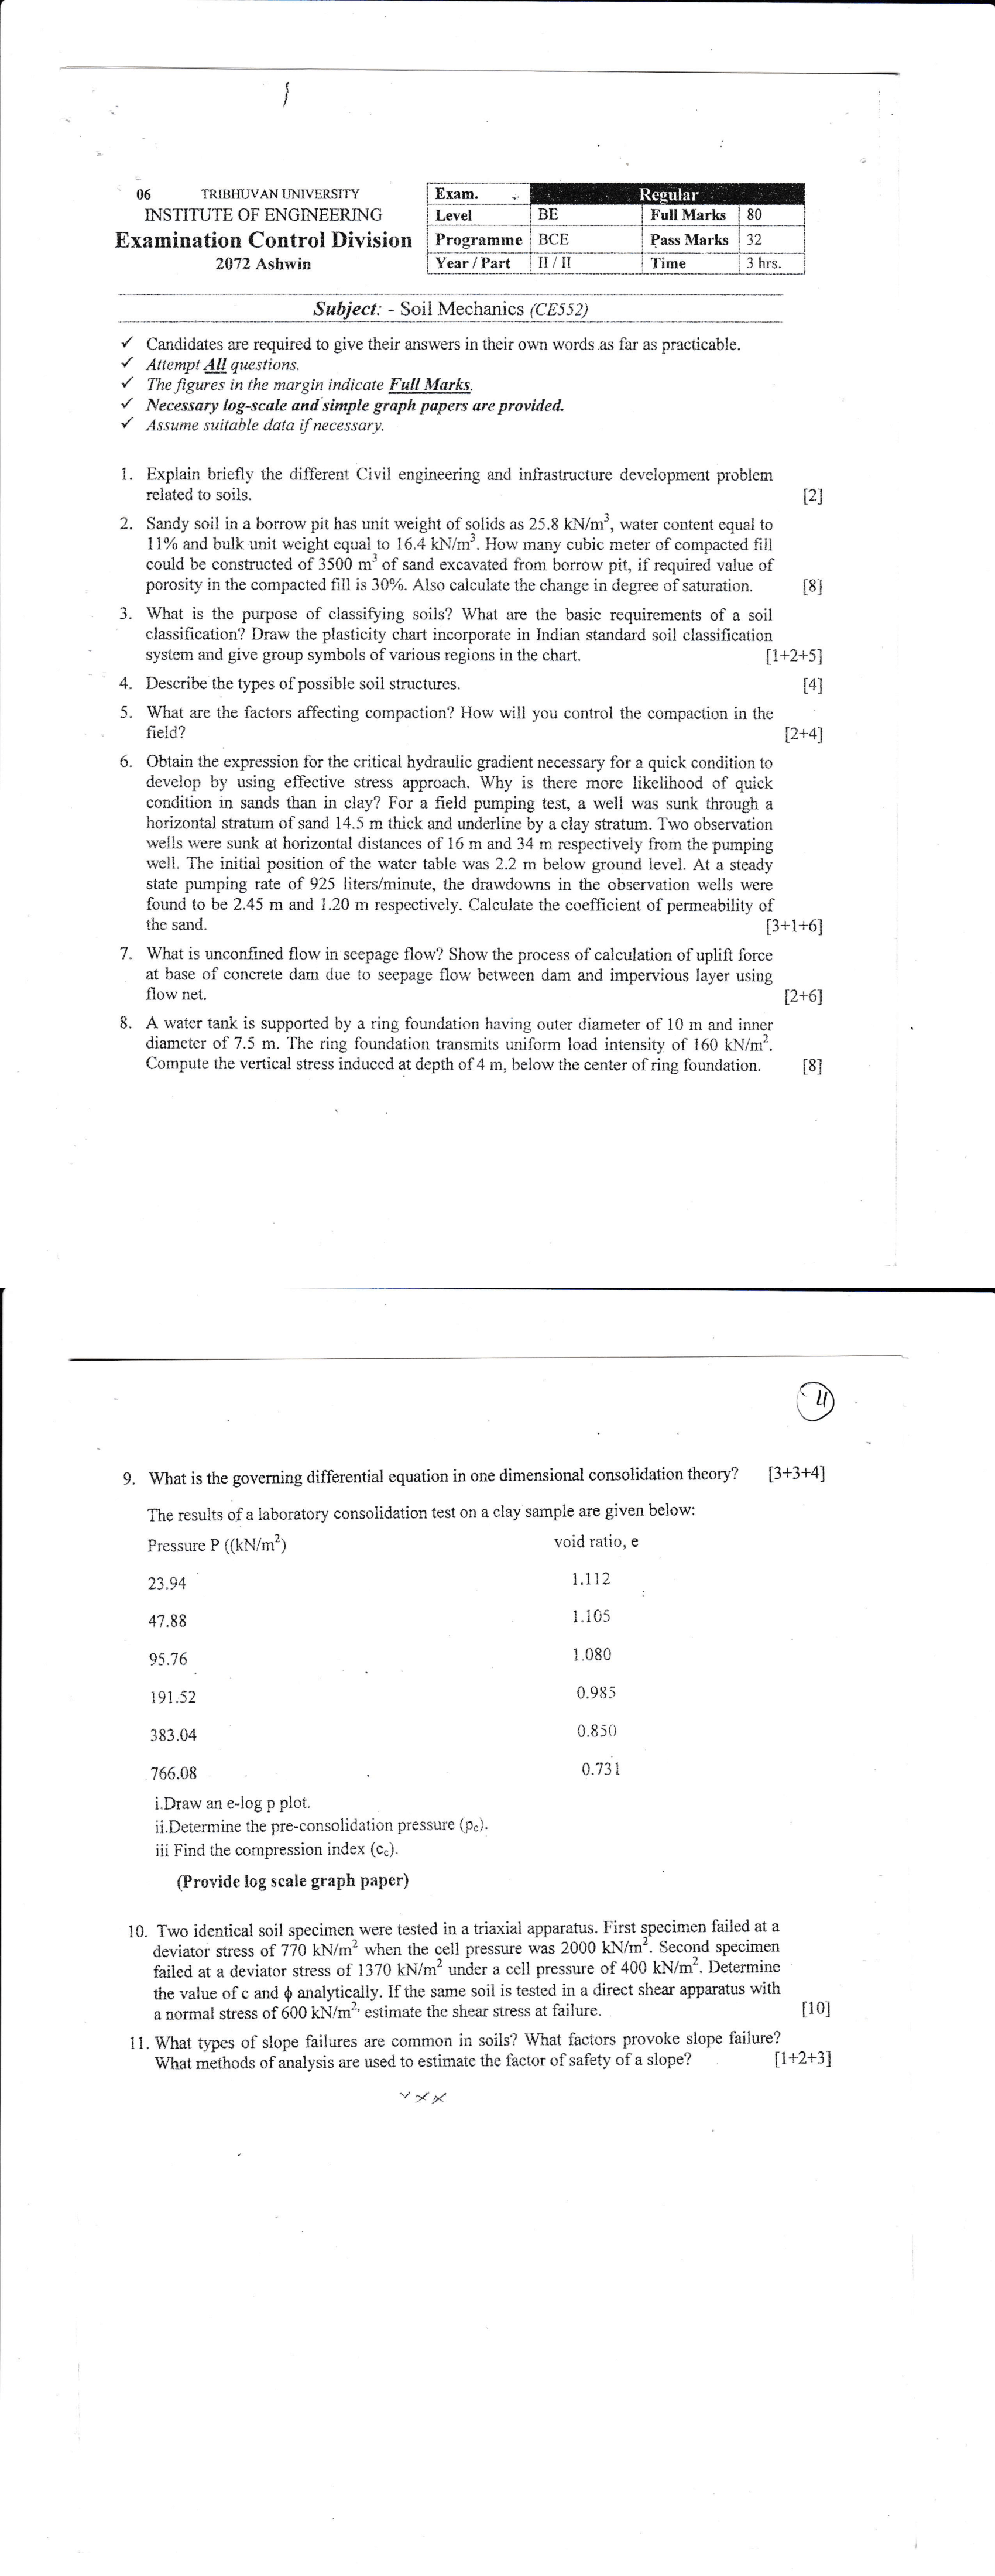 06 TRIBHUVAN UNIVERSITY
INSTITUTE OF ENGINEERING
Examination Control Division
2072 Ashwin
Exam. Regular
Level BE Full Marks 80
Programme BCE Pass Marks 32
Year / Part II / II Time 3 hrs.
Subject: - Soil Mechanics (CE552)
✓ Candidates are required to give their answers in their own words as far as practicable.
✓ Attempt All questions.
✓ The figures in the margin indicate Full Marks.
✓ Necessary log-scale and simple graph papers are provided.
✓ Assume suitable data if necessary.
1. Explain briefly the different Civil engineering and infrastructure development problem
related to soils. [2]
2. Sandy soil in a borrow pit has unit weight of solids as 25.8 kN/m³, water content equal to
11% and bulk unit weight equal to 16.4 kN/m³. How many cubic meter of compacted fill
could be constructed of 3500 m³ of sand excavated from borrow pit, if required value of
porosity in the compacted fill is 30%. Also calculate the change in degree of saturation. [8]
3. What is the purpose of classifying soils? What are the basic requirements of a soil
classification? Draw the plasticity chart incorporate in Indian standard soil classification
system and give group symbols of various regions in the chart. [1+2+5]
4. Describe the types of possible soil structures. [4]
5. What are the factors affecting compaction? How will you control the compaction in the
field? [2+4]
6. Obtain the expression for the critical hydraulic gradient necessary for a quick condition to
develop by using effective stress approach. Why is there more likelihood of quick
condition in sands than in clay? For a field pumping test, a well was sunk through a
horizontal stratum of sand 14.5 m thick and underline by a clay stratum. Two observation
wells were sunk at horizontal distances of 16 m and 34 m respectively from the pumping
well. The initial position of the water table was 2.2 m below ground level. At a steady
state pumping rate of 925 liters/minute, the drawdowns in the observation wells were
found to be 2.45 m and 1.20 m respectively. Calculate the coefficient of permeability of
the sand. [3+1+6]
7. What is unconfined flow in seepage flow? Show the process of calculation of uplift force
at base of concrete dam due to seepage flow between dam and impervious layer using
flow net. [2+6]
8. A water tank is supported by a ring foundation having outer diameter of 10 m and inner
diameter of 7.5 m. The ring foundation transmits uniform load intensity of 160 kN/m².
Compute the vertical stress induced at depth of 4 m, below the center of ring foundation. [8]
9. What is the governing differential equation in one dimensional consolidation theory? [3+3+4]
The results of a laboratory consolidation test on a clay sample are given below:
Pressure P ((kN/m²) void ratio, e
23.94 1.112
47.88 1.105
95.76 1.080
191.52 0.985
383.04 0.850
766.08 0.731
i.Draw an e-log p plot.
ii.Determine the pre-consolidation pressure (pc).
iii Find the compression index (cc).
(Provide log scale graph paper)
10. Two identical soil specimen were tested in a triaxial apparatus. First specimen failed at a
deviator stress of 770 kN/m² when the cell pressure was 2000 kN/m². Second specimen
failed at a deviator stress of 1370 kN/m² under a cell pressure of 400 kN/m². Determine
the value of c and ϕ analytically. If the same soil is tested in a direct shear apparatus with
a normal stress of 600 kN/m², estimate the shear stress at failure. [10]
11. What types of slope failures are common in soils? What factors provoke slope failure?
What methods of analysis are used to estimate the factor of safety of a slope? [1+2+3]